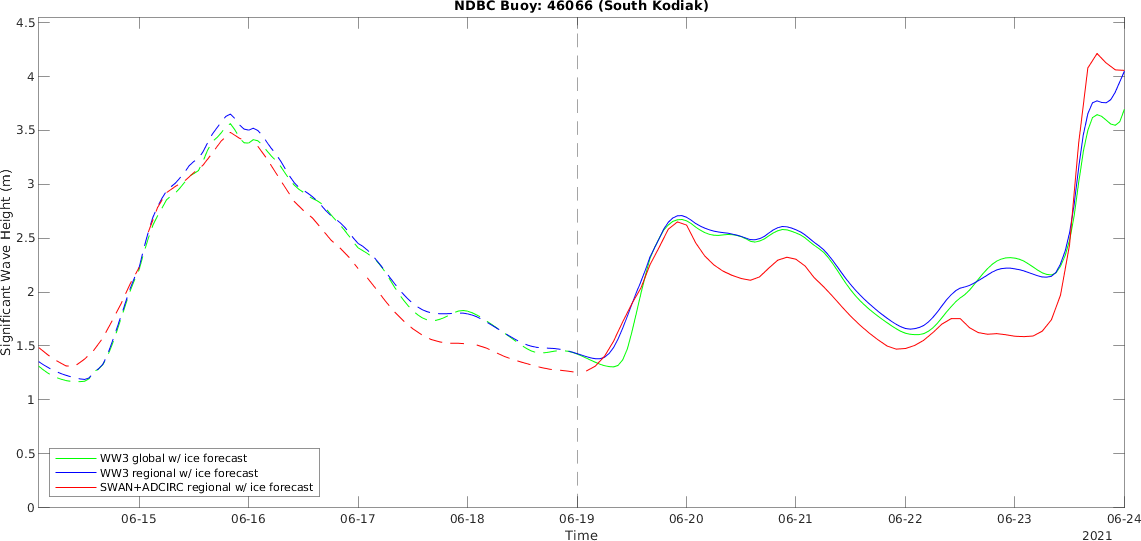 NDBC Buoy: 46066 (South Kodiak)
4.5
4
3.5
3
2.5
2
1.5
1
0.5
0
Significant Wave Height (m)
WW3 global w/ ice forecast
WW3 regional w/ ice forecast
SWAN+ADCIRC regional w/ ice forecast
06-15 06-16 06-17 06-18 06-19 06-20 06-21 06-22 06-23 06-24
Time
2021